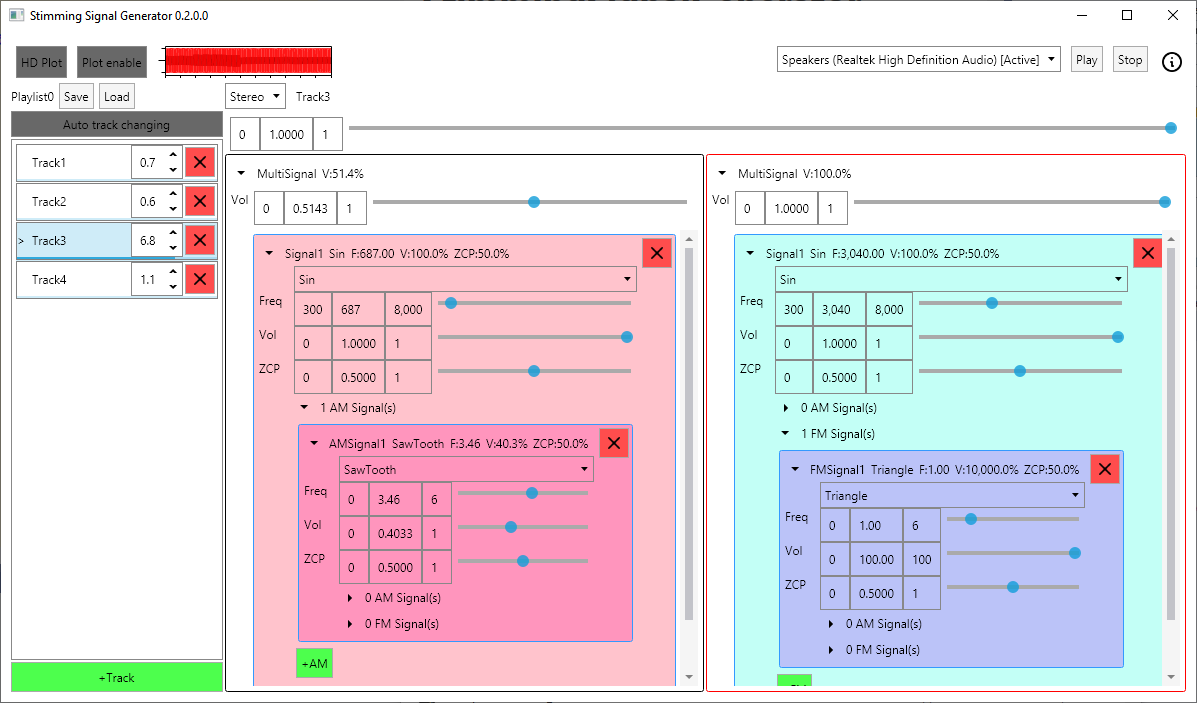 Stimming Signal Generator 0.2.0.0
HD Plot Plot enable Speakers (Realtek High Definition Audio) [Active] Play Stop
Playlist0 Save Load Stereo Track3
Auto track changing
0 1.0000 1
Track1 0.7
Track2 0.6
> Track3 6.8
Track4 1.1
+Track
MultiSignal V:51.4%
Vol 0 0.5143 1
Signal1 Sin F:687.00 V:100.0% ZCP:50.0%
Sin
Freq 300 687 8,000
Vol 0 1.0000 1
ZCP 0 0.5000 1
1 AM Signal(s)
AMSignal1 SawTooth F:3.46 V:40.3% ZCP:50.0%
SawTooth
Freq 0 3.46 6
Vol 0 0.4033 1
ZCP 0 0.5000 1
0 AM Signal(s)
0 FM Signal(s)
+AM
MultiSignal V:100.0%
Vol 0 1.0000 1
Signal1 Sin F:3,040.00 V:100.0% ZCP:50.0%
Sin
Freq 300 3,040 8,000
Vol 0 1.0000 1
ZCP 0 0.5000 1
0 AM Signal(s)
1 FM Signal(s)
FMSignal1 Triangle F:1.00 V:10,000.0% ZCP:50.0%
Triangle
Freq 0 1.00 6
Vol 0 100.00 100
ZCP 0 0.5000 1
0 AM Signal(s)
0 FM Signal(s)